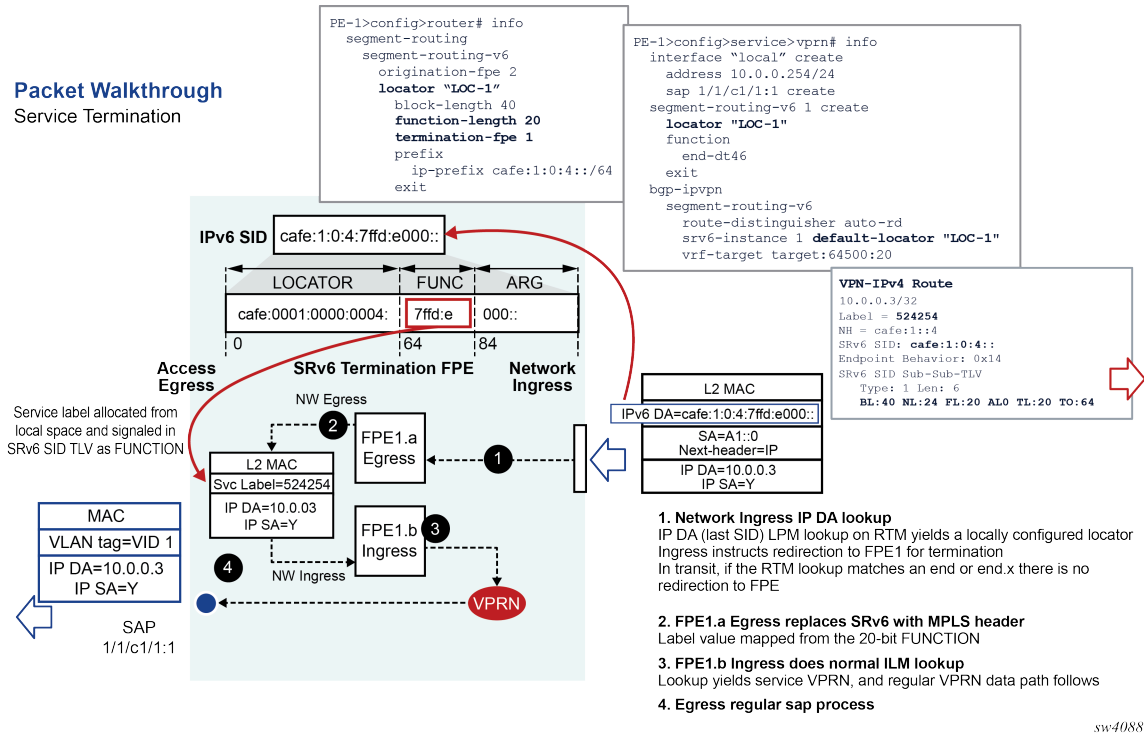 PE-1>config>router# info
segment-routing
segment-routing-v6
origination-fpe 2
locator “LOC-1”
block-length 40
function-length 20
termination-fpe 1
prefix
ip-prefix cafe:1:0:4::/64
exit
PE-1>config>service>vprn# info
interface “local” create
address 10.0.0.254/24
sap 1/1/c1/1:1 create
segment-routing-v6 1 create
locator "LOC-1"
function
end-dt46
exit
bgp-ipvpn
segment-routing-v6
route-distinguisher auto-rd
srv6-instance 1 default-locator "LOC-1"
vrf-target target:64500:20
Packet Walkthrough
Service Termination
IPv6 SID
cafe:1:0:4:7ffd:e000::
LOCATOR
FUNC
ARG
cafe:0001:0000:0004:
7ffd:e
000::
0
64
84
VPN-IPv4 Route
10.0.0.3/32
Label = 524254
NH = cafe:1::4
SRv6 SID: cafe:1:0:4::
Endpoint Behavior: 0x14
SRv6 SID Sub-Sub-TLV
Type: 1 Len: 6
BL:40 NL:24 FL:20 AL0 TL:20 TO:64
Access
Egress
SRv6 Termination FPE
Network
Ingress
Service label allocated from
local space and signaled in
SRv6 SID TLV as FUNCTION
NW Egress
2
FPE1.a
Egress
1
L2 MAC
Svc Label=524254
IP DA=10.0.03
IP SA=Y
FPE1.b
Ingress
3
NW Ingress
4
VPRN
MAC
VLAN tag=VID 1
IP DA=10.0.0.3
IP SA=Y
SAP
1/1/c1/1:1
L2 MAC
IPv6 DA=cafe:1:0:4:7ffd:e000::
SA=A1::0
Next-header=IP
IP DA=10.0.0.3
IP SA=Y
1. Network Ingress IP DA lookup
IP DA (last SID) LPM lookup on RTM yields a locally configured locator
Ingress instructs redirection to FPE1 for termination
In transit, if the RTM lookup matches an end or end.x there is no
redirection to FPE
2. FPE1.a Egress replaces SRv6 with MPLS header
Label value mapped from the 20-bit FUNCTION
3. FPE1.b Ingress does normal ILM lookup
Lookup yields service VPRN, and regular VPRN data path follows
4. Egress regular sap process
sw4088